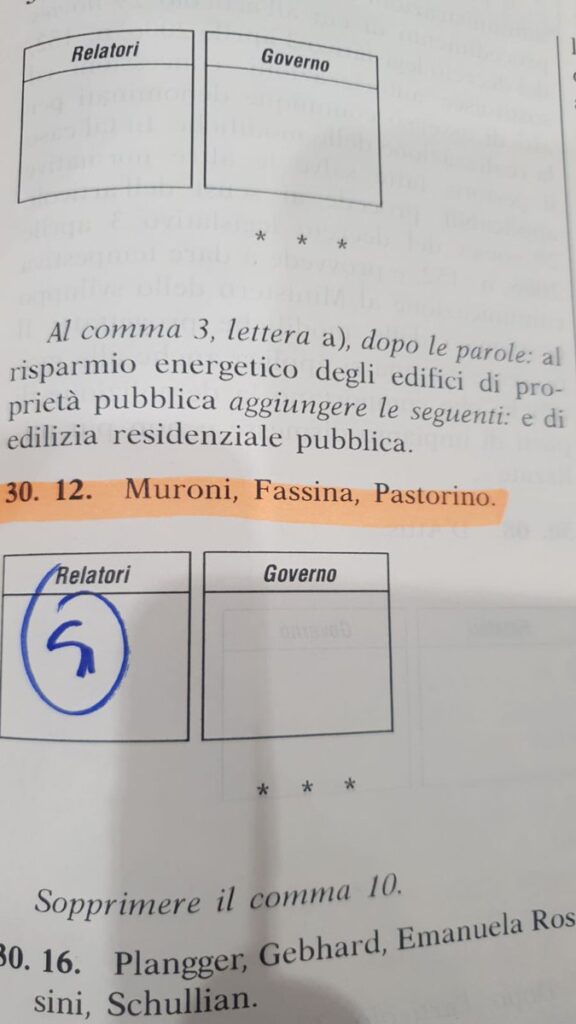 Relatori Governo
* * *
Al comma 3, lettera a), dopo le parole: al
risparmio energetico degli edifici di pro-
prietà pubblica aggiungere le seguenti: e di
edilizia residenziale pubblica.
30. 12. Muroni, Fassina, Pastorino.
Relatori Governo
* * *
Sopprimere il comma 10.
30. 16. Plangger, Gebhard, Emanuela Ros
sini, Schullian.